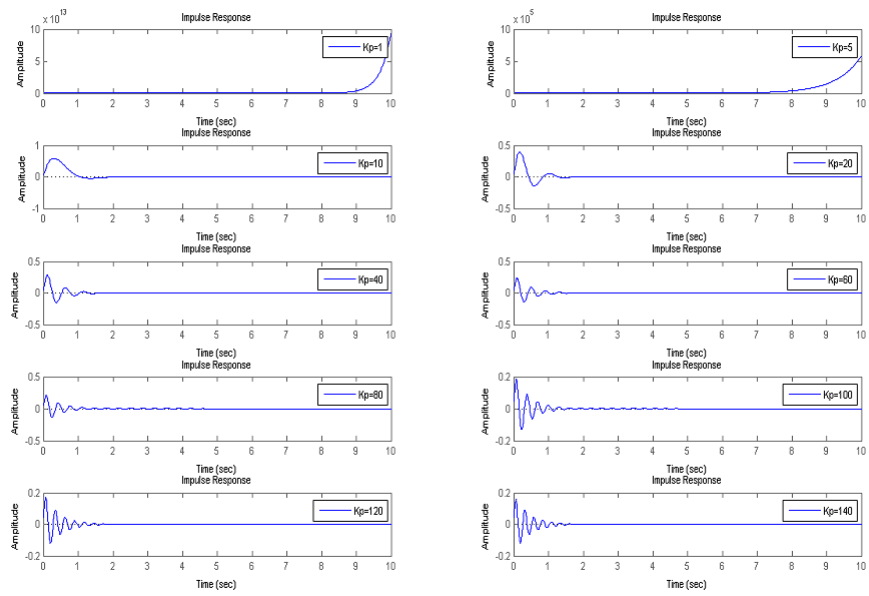 Impulse Response
x 10^13
10
5
0
Amplitude
Kp=1
0 1 2 3 4 5 6 7 8 9 10
Time (sec)
Impulse Response
x 10^5
10
5
0
Amplitude
Kp=5
0 1 2 3 4 5 6 7 8 9 10
Time (sec)
Impulse Response
1
0
-1
Amplitude
Kp=10
0 1 2 3 4 5 6 7 8 9 10
Time (sec)
Impulse Response
0.5
0
-0.5
Amplitude
Kp=20
0 1 2 3 4 5 6 7 8 9 10
Time (sec)
Impulse Response
0.5
0
-0.5
Amplitude
Kp=40
0 1 2 3 4 5 6 7 8 9 10
Time (sec)
Impulse Response
0.5
0
-0.5
Amplitude
Kp=60
0 1 2 3 4 5 6 7 8 9 10
Time (sec)
Impulse Response
0.5
0
-0.5
Amplitude
Kp=80
0 1 2 3 4 5 6 7 8 9 10
Time (sec)
Impulse Response
0.2
0
-0.2
Amplitude
Kp=100
0 1 2 3 4 5 6 7 8 9 10
Time (sec)
Impulse Response
0.2
0
-0.2
Amplitude
Kp=120
0 1 2 3 4 5 6 7 8 9 10
Time (sec)
Impulse Response
0.2
0
-0.2
Amplitude
Kp=140
0 1 2 3 4 5 6 7 8 9 10
Time (sec)